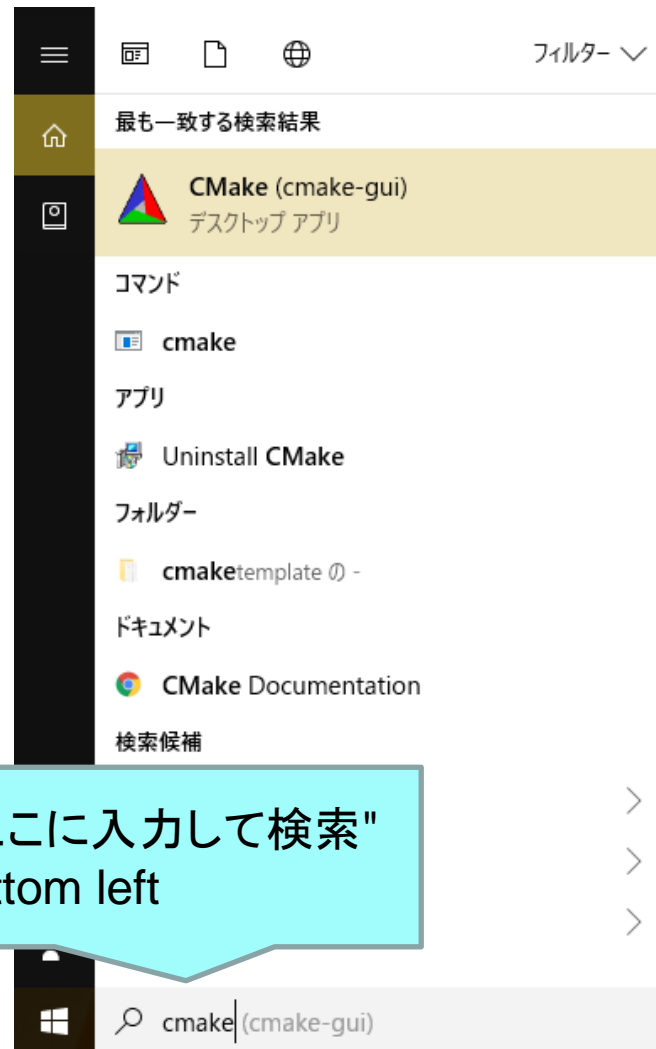 フィルター
最も一致する検索結果
CMake (cmake-gui)
デスクトップ アプリ
コマンド
cmake
アプリ
Uninstall CMake
フォルダー
cmaketemplate の -
ドキュメント
CMake Documentation
検索候補
こに入力して検索"
ttom left
cmake (cmake-gui)